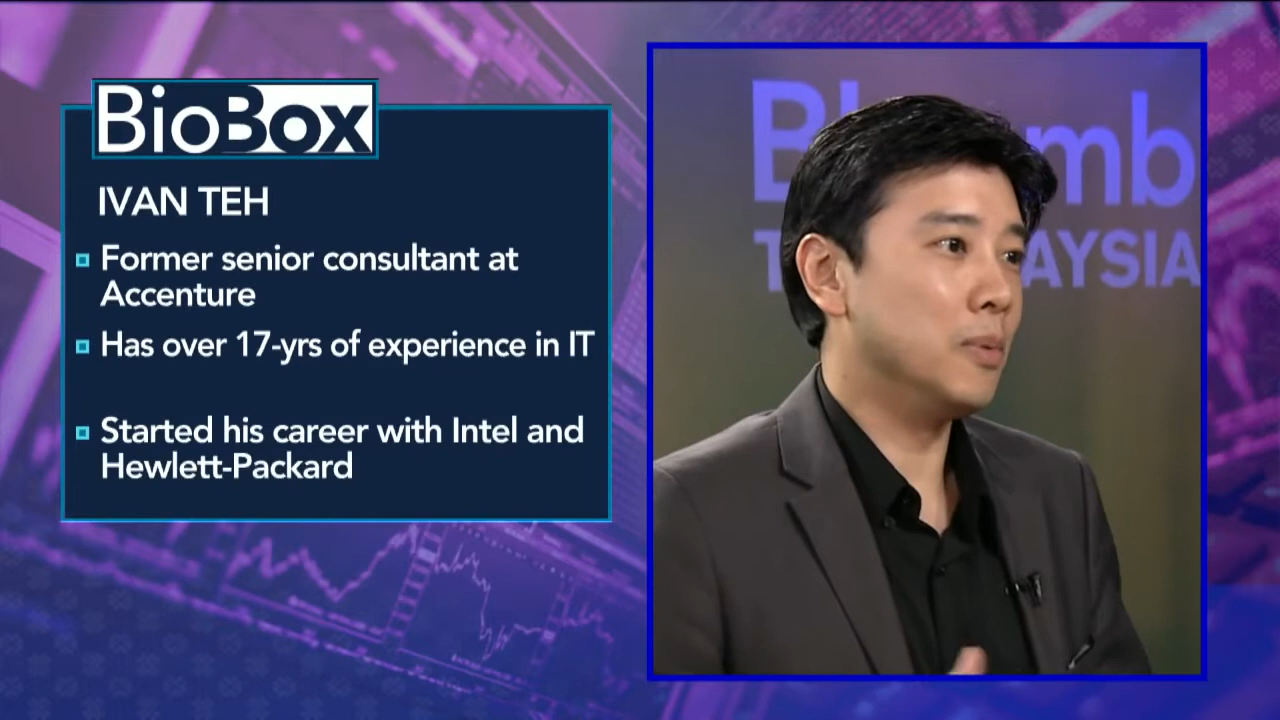 BioBox
IVAN TEH
Former senior consultant at
Accenture
Has over 17-yrs of experience in IT
Started his career with Intel and
Hewlett-Packard